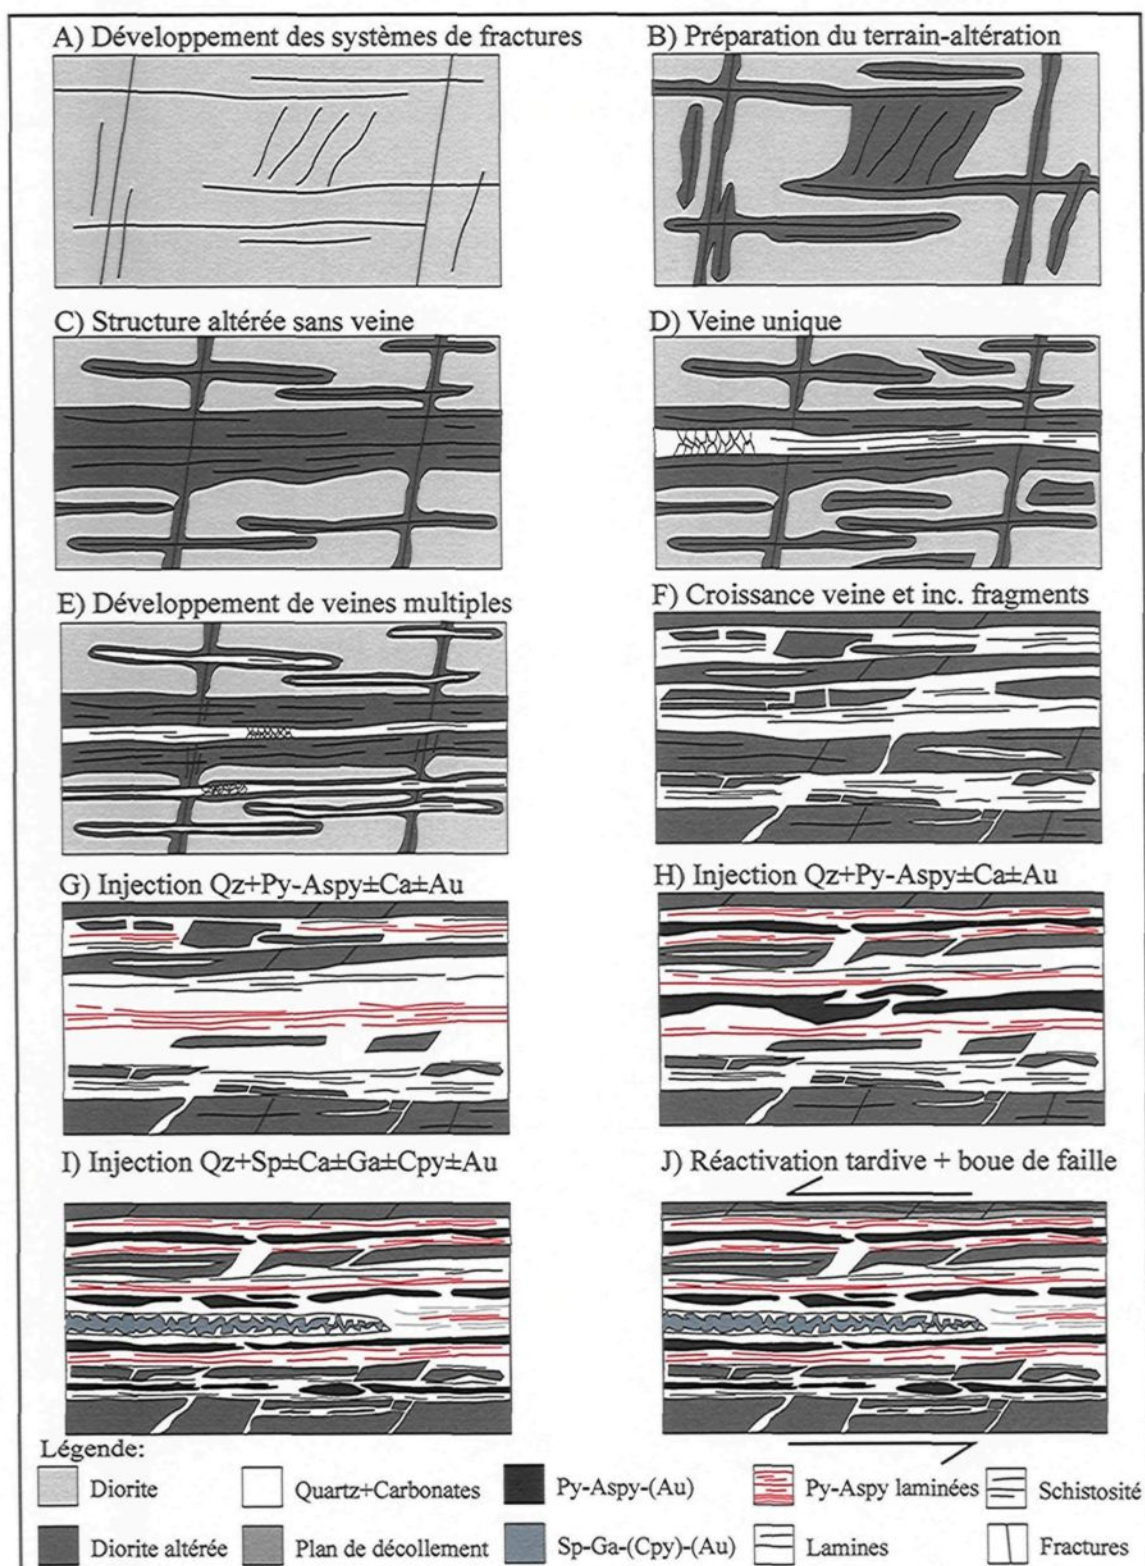 A) Développement des systèmes de fractures
B) Préparation du terrain-altération
C) Structure altérée sans veine
D) Veine unique
E) Développement de veines multiples
F) Croissance veine et inc. fragments
G) Injection Qz+Py-Aspy±Ca±Au
H) Injection Qz+Py-Aspy±Ca±Au
I) Injection Qz+Sp±Ca±Ga±Cpy±Au
J) Réactivation tardive + boue de faille
Légende:
Diorite
Quartz+Carbonates
Py-Aspy-(Au)
Py-Aspy laminées
Schistosité
Diorite altérée
Plan de décollement
Sp-Ga-(Cpy)-(Au)
Lamines
Fractures